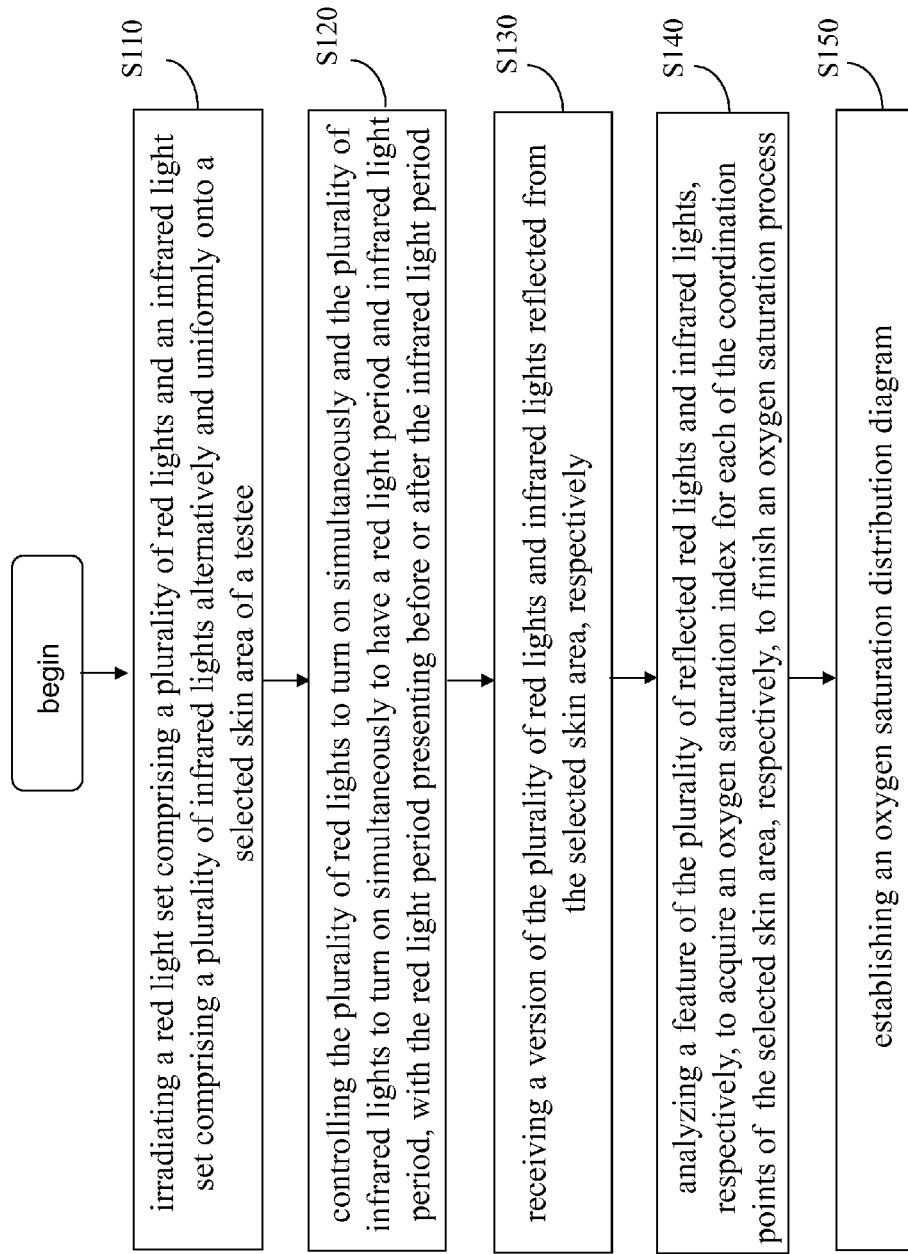 begin
irradiating a red light set comprising a plurality of red lights and an infrared light
set comprising a plurality of infrared lights alternatively and uniformly onto a
selected skin area of a testee
S110
controlling the plurality of red lights to turn on simultaneously and the plurality of
infrared lights to turn on simultaneously to have a red light period and infrared light
period, with the red light period presenting before or after the infrared light period
S120
receiving a version of the plurality of red lights and infrared lights reflected from
the selected skin area, respectively
S130
analyzing a feature of the plurality of reflected red lights and infrared lights,
respectively, to acquire an oxygen saturation index for each of the coordination
points of the selected skin area, respectively, to finish an oxygen saturation process
S140
establishing an oxygen saturation distribution diagram
S150